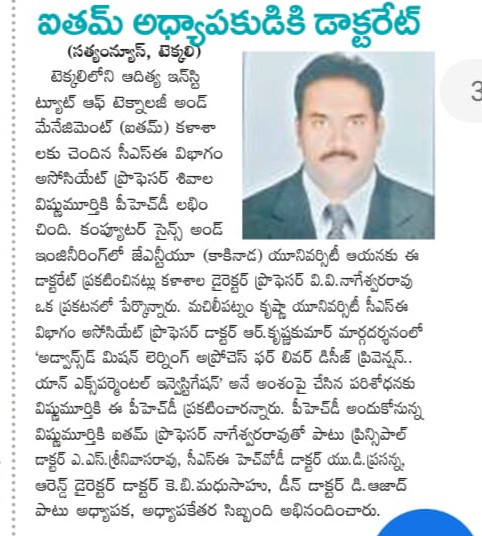 ఐతమ్ అధ్యాపకుడికి డాక్టరేట్
(సత్యంన్యూస్, టెక్కలి)
టెక్కలిలోని ఆదిత్య ఇన్‌స్టి
ట్యూట్ ఆఫ్ టెక్నాలజీ అండ్
మేనేజిమెంట్ (ఐతమ్) కళాశా
లకు చెందిన సీఎస్ఈ విభాగం
అసోసియేట్ ప్రొఫెసర్ శివాల
విష్ణుమూర్తికి పీహెచ్‌డీ లభిం
చింది. కంప్యూటర్ సైన్స్ అండ్
ఇంజినీరింగ్‌లో జేఎన్టీయూ (కాకినాడ) యూనివర్సిటీ ఆయనకు ఈ
డాక్టరేట్ ప్రకటించినట్లు కళాశాల డైరెక్టర్ ప్రొఫెసర్ వి.వి.నాగేశ్వరరావు
ఒక ప్రకటనలో పేర్కొన్నారు. మచిలీపట్నం కృష్ణా యూనివర్సిటీ సీఎస్ఈ
విభాగం అసోసియేట్ ప్రొఫెసర్ డాక్టర్ ఆర్.కృష్ణకుమార్ మార్గదర్శనంలో
'అడ్వాన్స్‌డ్ మిషన్ లెర్నింగ్ అప్రోచెస్ ఫర్ లివర్ డిసీజ్ ప్రివెన్షన్..
యాన్ ఎక్స్‌పర్మెంటల్ ఇన్వెస్టిగేషన్' అనే అంశంపై చేసిన పరిశోధనకు
విష్ణుమూర్తికి ఈ పీహెచ్‌డీ ప్రకటించారన్నారు. పీహెచ్‌డీ అందుకోనున్న
విష్ణుమూర్తికి ఐతమ్ ప్రొఫెసర్ నాగేశ్వరరావుతో పాటు ప్రిన్సిపాల్
డాక్టర్ ఎ.ఎస్.శ్రీనివాసరావు, సీఎస్ఈ హెచ్‌వోడీ డాక్టర్ యు.డి.ప్రసన్న,
ఆరెన్డ్ డైరెక్టర్ డాక్టర్ కె.బి.మధుసాహు, డీన్ డాక్టర్ డి.ఆజాద్
పాటు అధ్యాపక, అధ్యాపకేతర సిబ్బంది అభినందించారు.
3